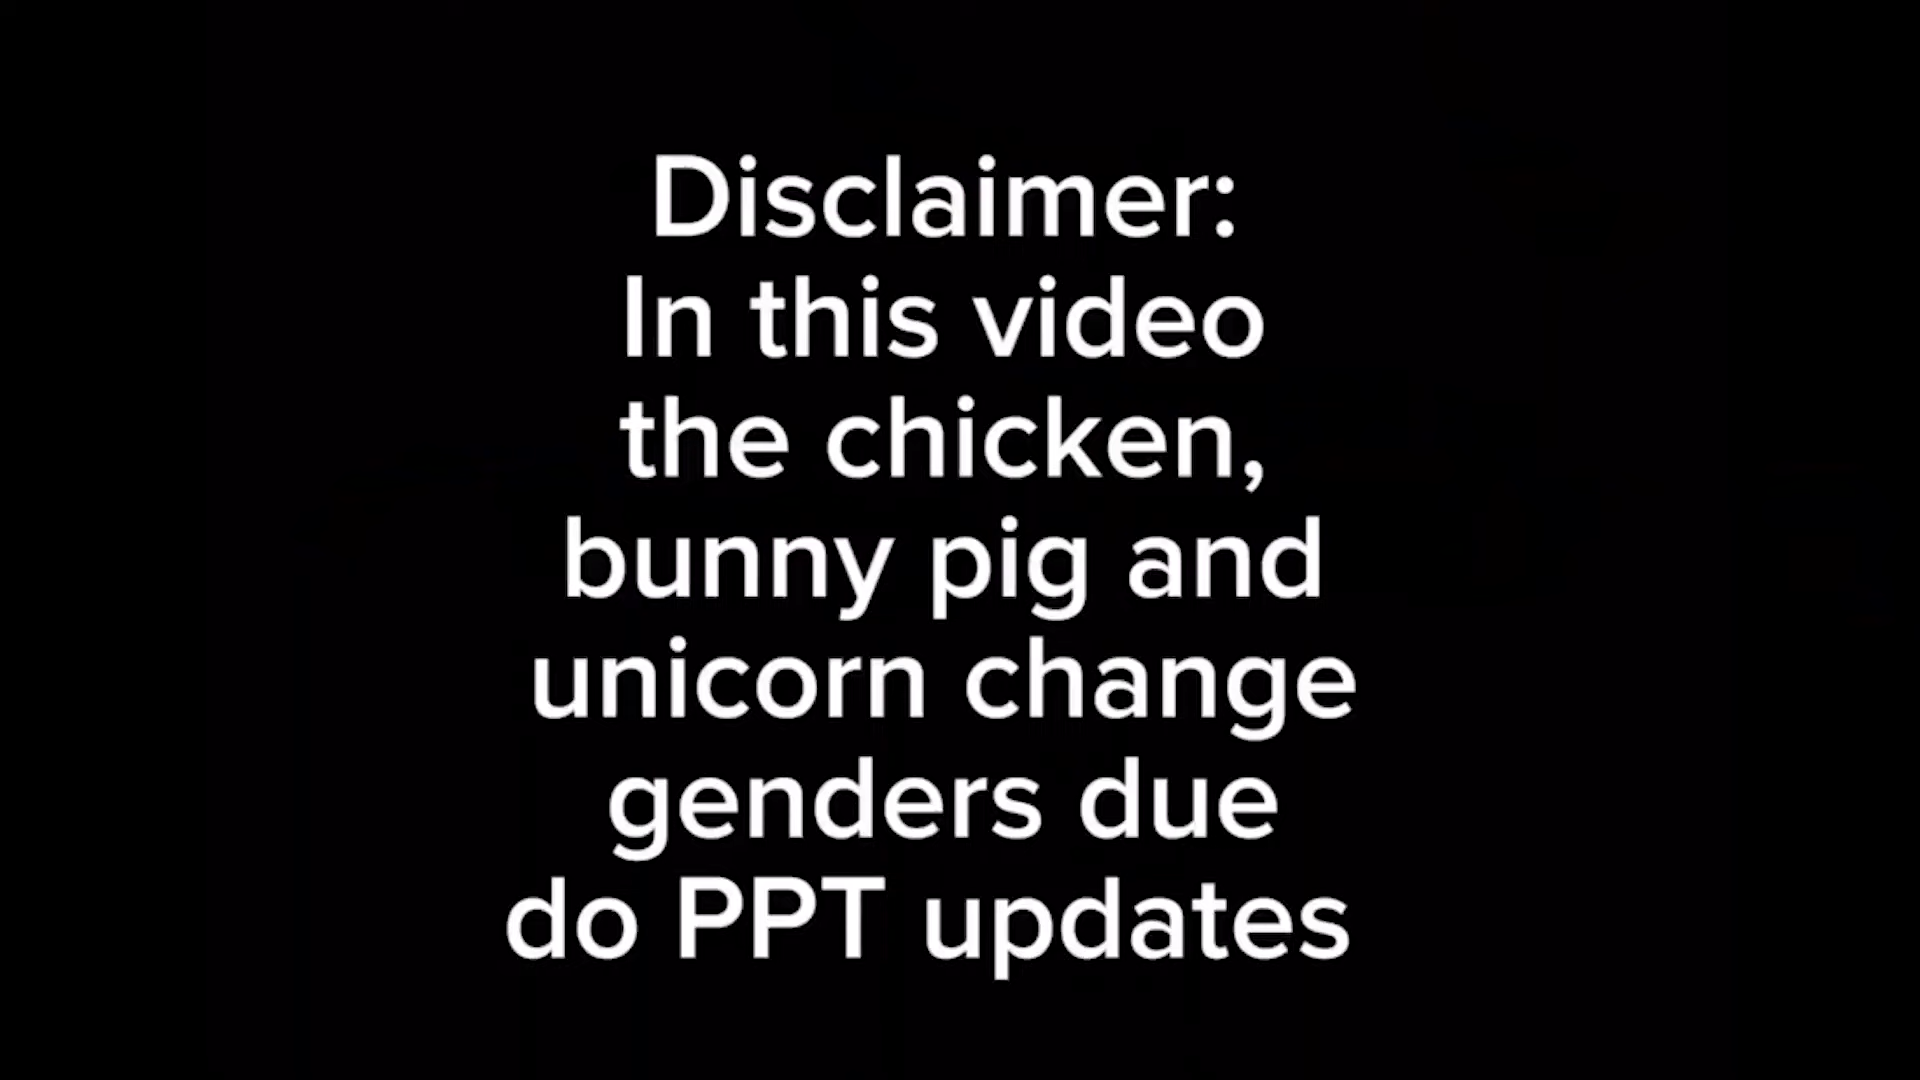 Disclaimer:
In this video
the chicken,
bunny pig and
unicorn change
genders due
do PPT updates